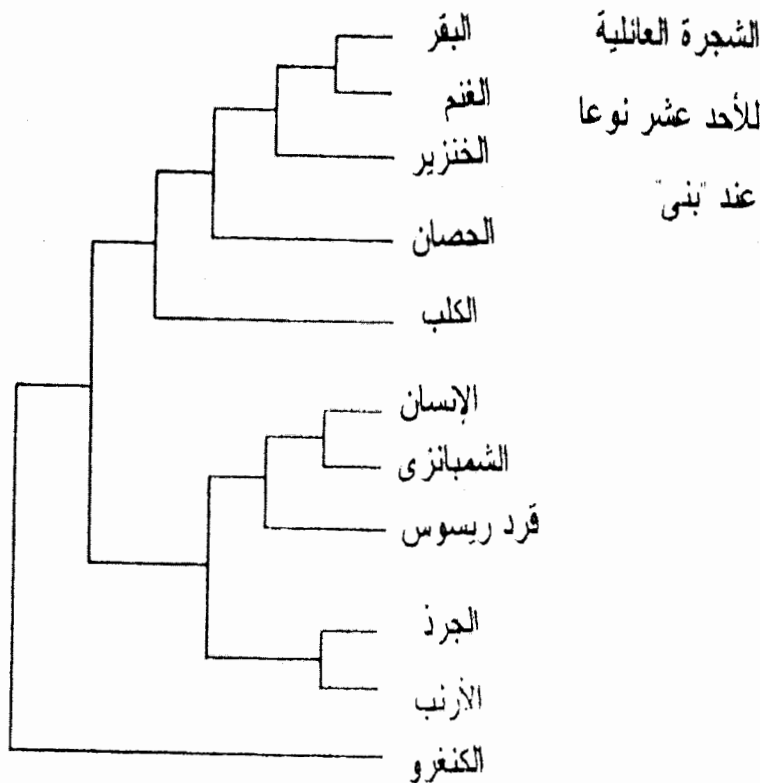 الشجرة العائلية
للأحد عشر نوعا
عند "بنى"
البقر
الغنم
الخنزير
الحصان
الكلب
الإنسان
الشمبانزى
قرد ريسوس
الجرذ
الأرنب
الكنغرو